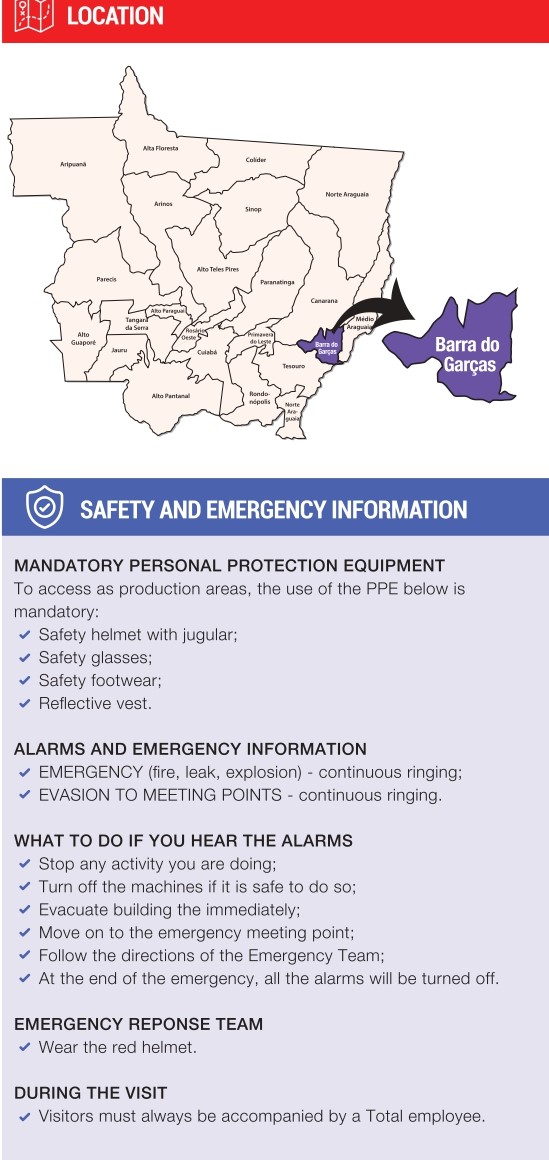 LOCATION
Aripuanã
Alta Floresta
Colíder
Norte Araguaia
Arinos
Sinop
Parecis
Alto Teles Pires
Paranatinga
Canarana
Médio
Araguaia
Alto Paraguai
Tangará
da Serra
Rosário
Oeste
Primavera
do Leste
Barra do
Garças
Barra do
Garças
Alto
Guaporé
Jauru
Cuiabá
Tesouro
Alto Pantanal
Rondo-
nópolis
Norte
Ara-
guaia
SAFETY AND EMERGENCY INFORMATION
MANDATORY PERSONAL PROTECTION EQUIPMENT
To access as production areas, the use of the PPE below is
mandatory:
Safety helmet with jugular;
Safety glasses;
Safety footwear;
Reflective vest.
ALARMS AND EMERGENCY INFORMATION
EMERGENCY (fire, leak, explosion) - continuous ringing;
EVASION TO MEETING POINTS - continuous ringing.
WHAT TO DO IF YOU HEAR THE ALARMS
Stop any activity you are doing;
Turn off the machines if it is safe to do so;
Evacuate building the immediately;
Move on to the emergency meeting point;
Follow the directions of the Emergency Team;
At the end of the emergency, all the alarms will be turned off.
EMERGENCY REPONSE TEAM
Wear the red helmet.
DURING THE VISIT
Visitors must always be accompanied by a Total employee.